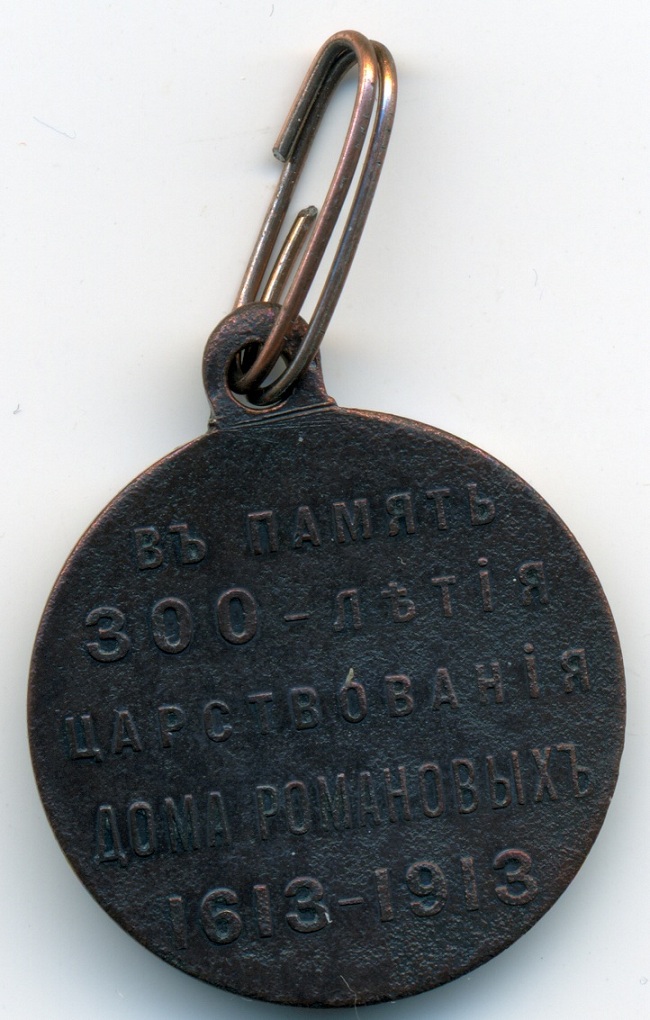 ВЪ ПАМЯТЬ
300-ЛѢТІЯ
ЦАРСТВОВАНІЯ
ДОМА РОМАНОВЫХЪ
1613-1913